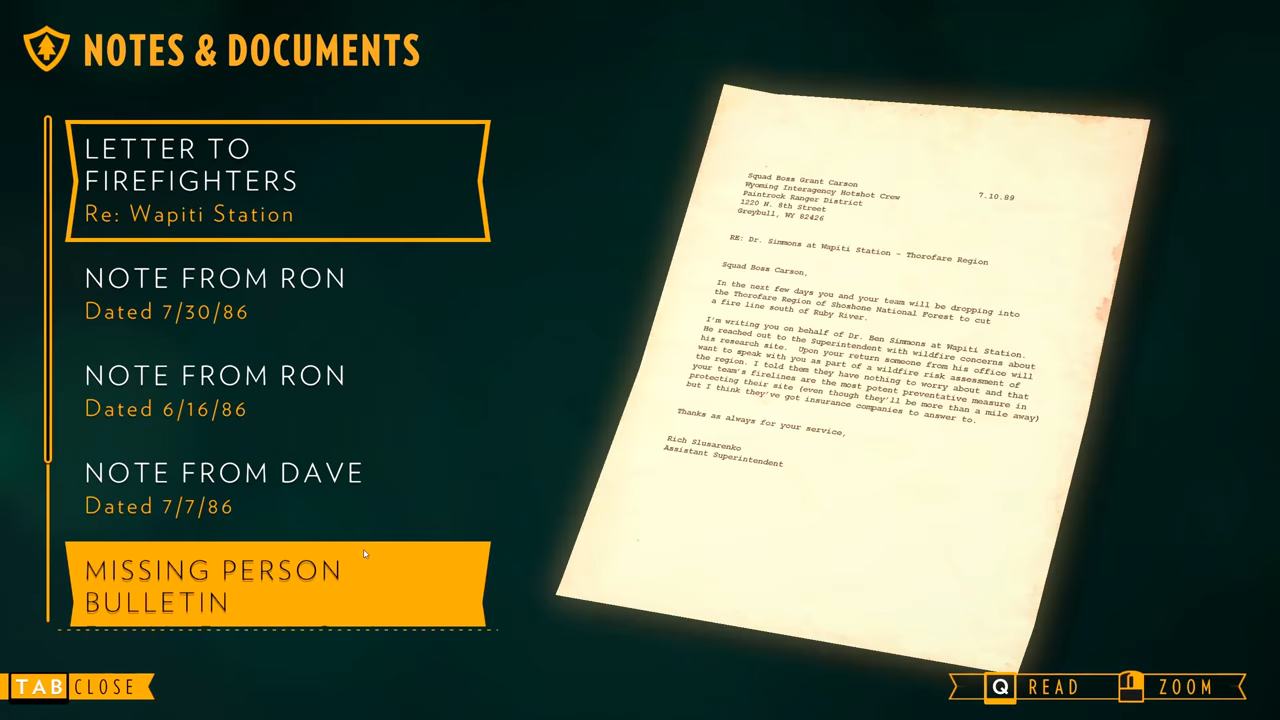 NOTES & DOCUMENTS
LETTER TO
FIREFIGHTERS
Re: Wapiti Station
NOTE FROM RON
Dated 7/30/86
NOTE FROM RON
Dated 6/16/86
NOTE FROM DAVE
Dated 7/7/86
MISSING PERSON
BULLETIN
Squad Boss Grant Carson
Wyoming Interagency Hotshot Crew
Paintrock Ranger District
1220 N. 8th Street
Greybull, WY 82426
7.10.89
RE: Dr. Simmons at Wapiti Station - Thorofare Region
Squad Boss Carson,
In the next few days you and your team will be dropping into
the Thorofare Region of Shoshone National Forest to cut
a fire line south of Ruby River.
I'm writing you on behalf of Dr. Ben Simmons at Wapiti Station.
He reached out to the Superintendent with wildfire concerns about
his research site. Upon your return someone from his office will
want to speak with you as part of a wildfire risk assessment of
the region. I told them they have nothing to worry about and that
your team's firelines are the most potent preventative measure in
protecting their site (even though they'll be more than a mile away)
but I think they've got insurance companies to answer to.
Thanks as always for your service,
Rich Slusarenko
Assistant Superintendent
TAB CLOSE
Q READ
ZOOM